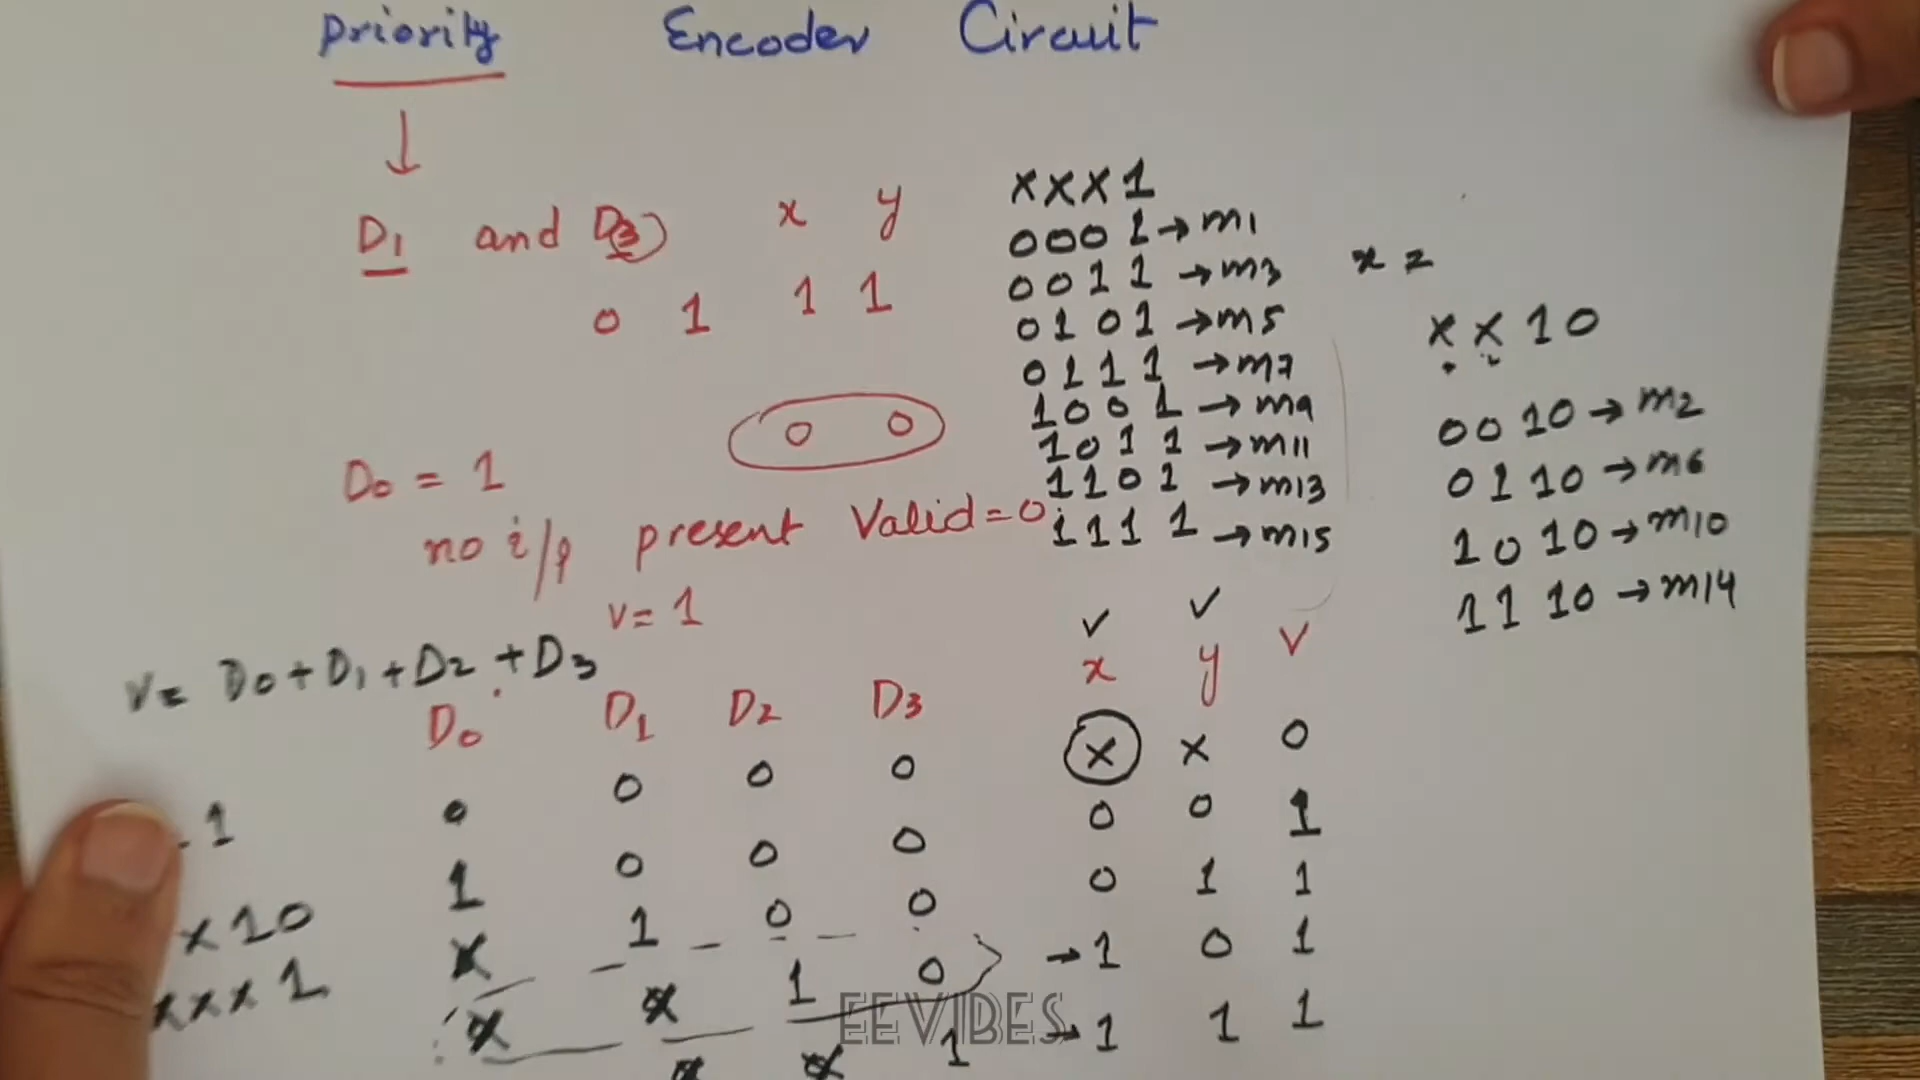 Priority Encoder Circuit
↓
D1 and D3 x y
0 1 1 1
0 0
D0 = 1
no i/p present Valid=0
v= 1
V= D0+D1+D2+D3
xxx1
0001→m1
0011→m3
0101→m5
0111→m7
1001→m9
1011→m11
1101→m13
1111→m15
x =
xx10
0010→m2
0110→m6
1010→m10
1110→m14
✓ ✓
D0 D1 D2 D3 x y V
0 0 0 0 x x 0
1 0 0 0 0 0 1
x 1 0 0 0 1 1
x x 1 0 →1 0 1
x x 1 →1 1 1
1
x10
xxx1
EEVIBES